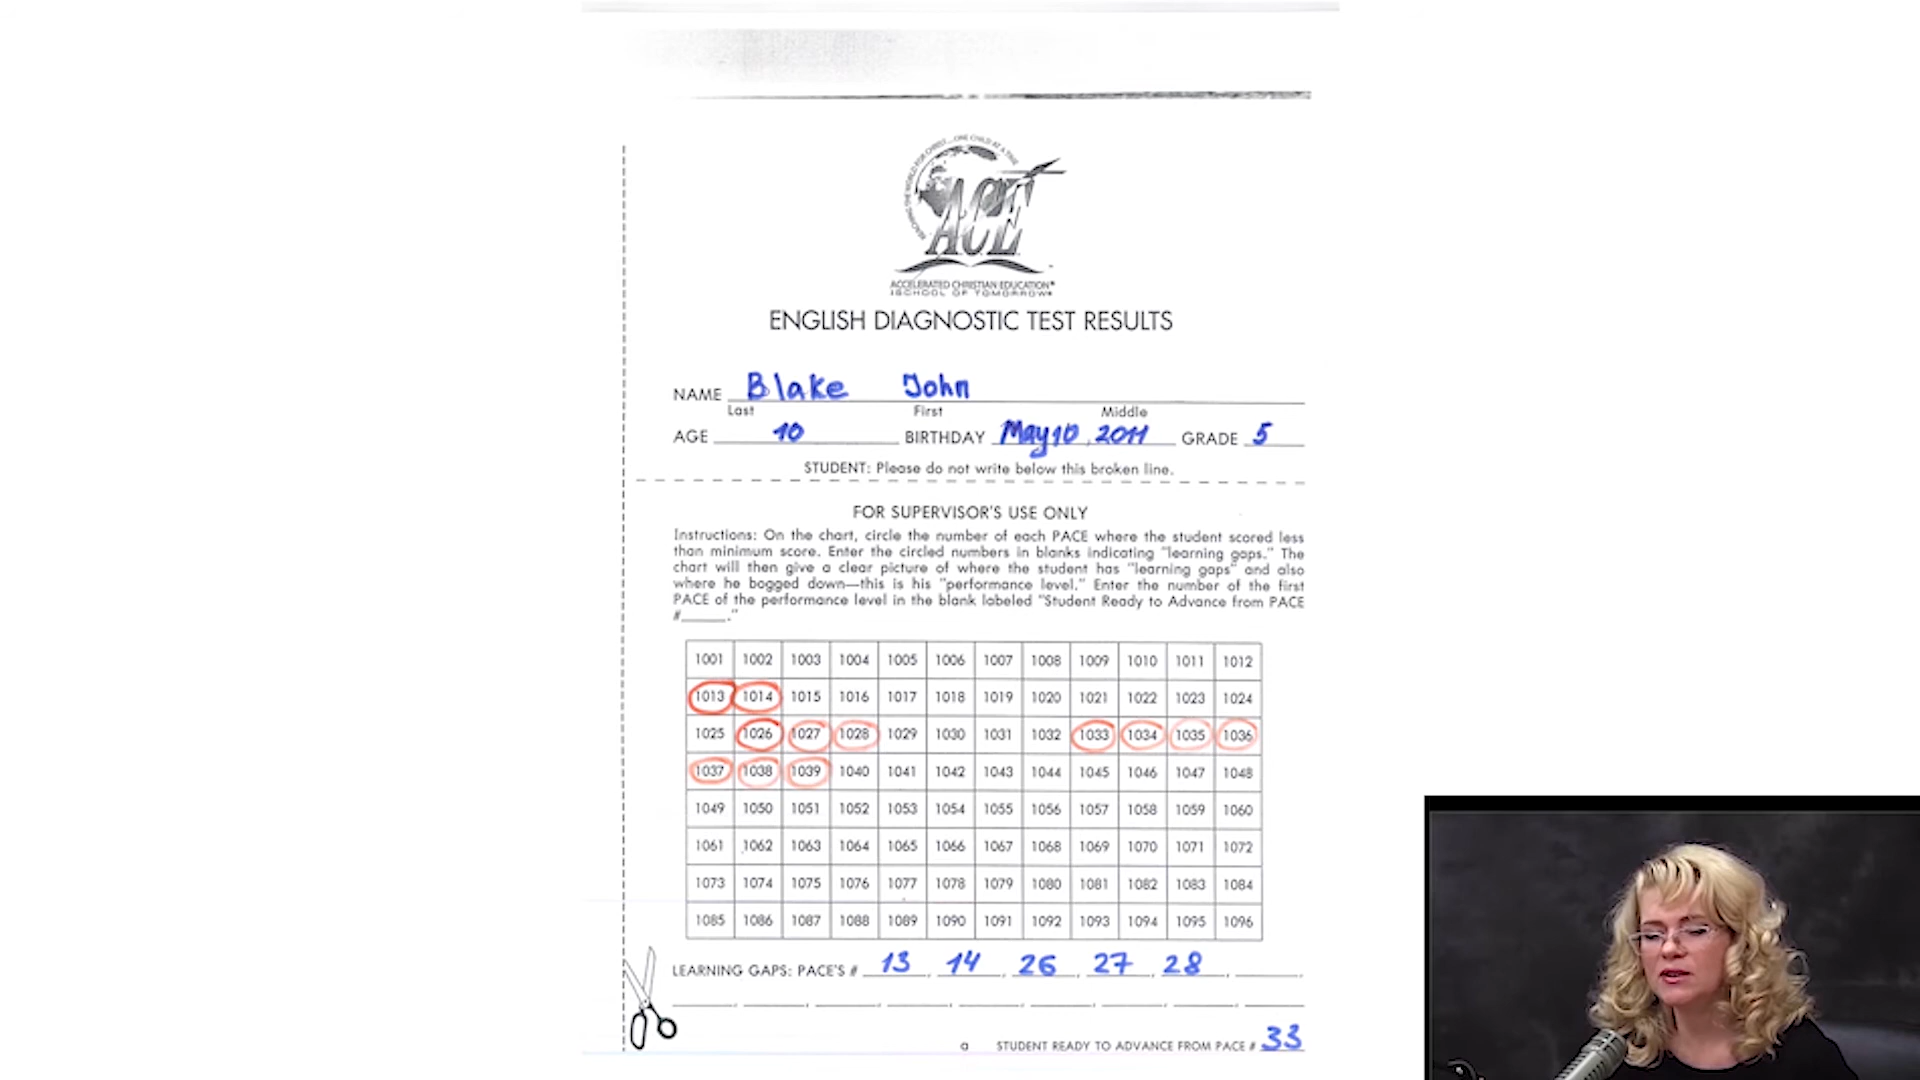 REACHING THE WORLD FOR CHRIST...ONE CHILD AT A TIME
A.C.E.
ACCELERATED CHRISTIAN EDUCATION®
SCHOOL OF TOMORROW®
ENGLISH DIAGNOSTIC TEST RESULTS
NAME Blake John
Last First Middle
AGE 10 BIRTHDAY May 10, 2011 GRADE 5
STUDENT: Please do not write below this broken line.
FOR SUPERVISOR'S USE ONLY
Instructions: On the chart, circle the number of each PACE where the student scored less
than minimum score. Enter the circled numbers in blanks indicating "learning gaps." The
chart will then give a clear picture of where the student has "learning gaps" and also
where he bogged down—this is his "performance level." Enter the number of the first
PACE of the performance level in the blank labeled "Student Ready to Advance from PACE
#_____."
1001 1002 1003 1004 1005 1006 1007 1008 1009 1010 1011 1012
1013 1014 1015 1016 1017 1018 1019 1020 1021 1022 1023 1024
1025 1026 1027 1028 1029 1030 1031 1032 1033 1034 1035 1036
1037 1038 1039 1040 1041 1042 1043 1044 1045 1046 1047 1048
1049 1050 1051 1052 1053 1054 1055 1056 1057 1058 1059 1060
1061 1062 1063 1064 1065 1066 1067 1068 1069 1070 1071 1072
1073 1074 1075 1076 1077 1078 1079 1080 1081 1082 1083 1084
1085 1086 1087 1088 1089 1090 1091 1092 1093 1094 1095 1096
LEARNING GAPS: PACE'S # 13, 14, 26, 27, 28
a STUDENT READY TO ADVANCE FROM PACE # 33